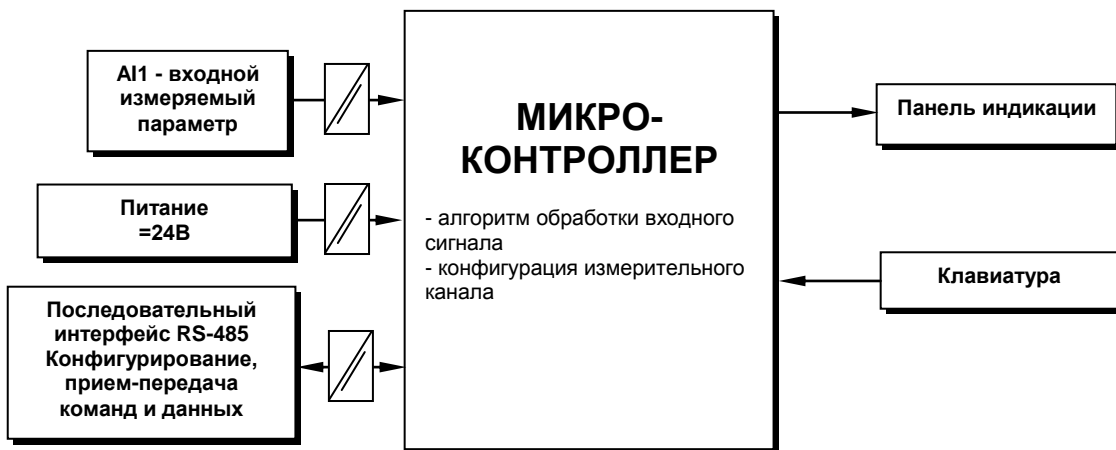 AI1 - входной
измеряемый
параметр
Питание
=24В
Последовательный
интерфейс RS-485
Конфигурирование,
прием-передача
команд и данных
МИКРО-
КОНТРОЛЛЕР
- алгоритм обработки входного
сигнала
- конфигурация измерительного
канала
Панель индикации
Клавиатура